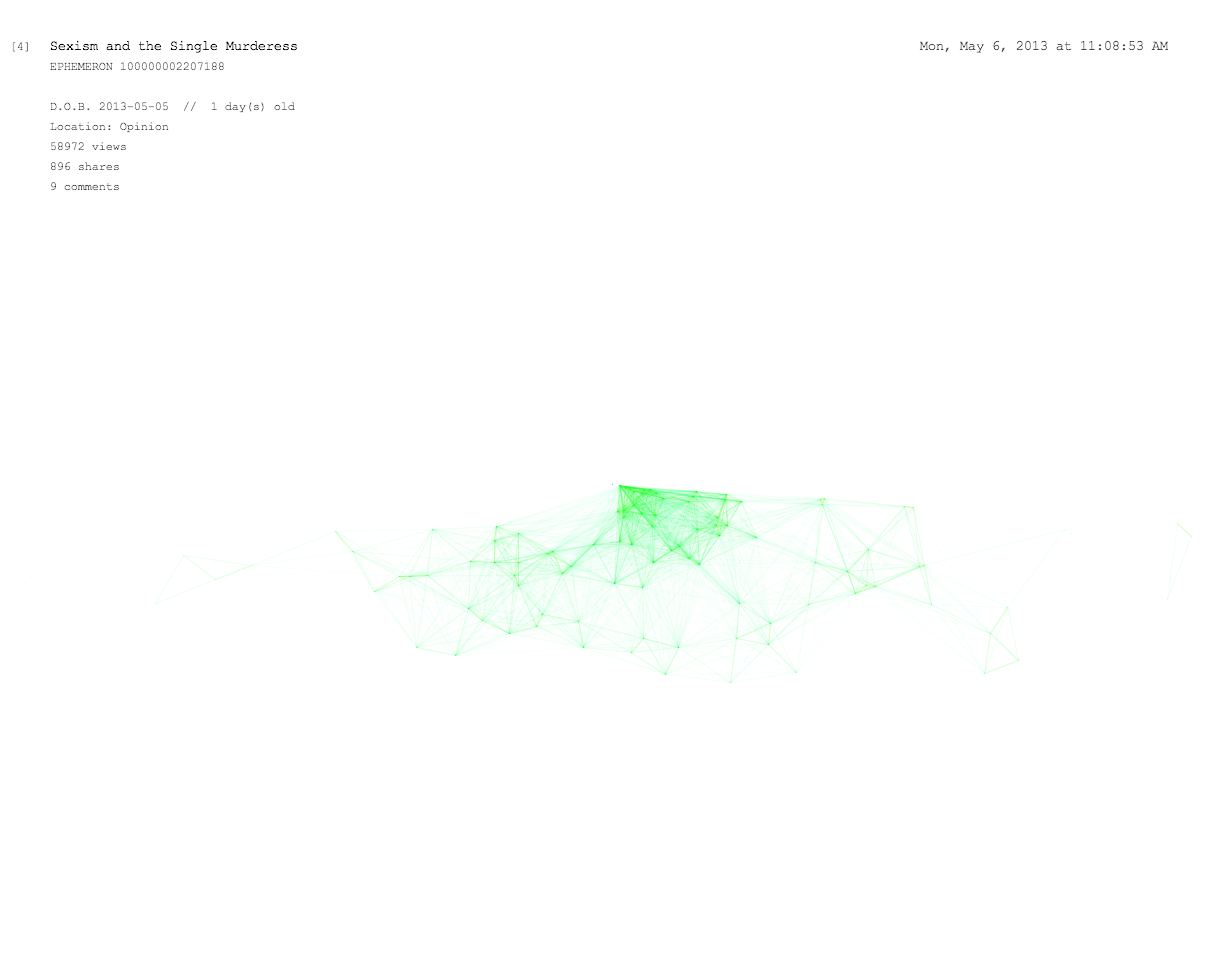 [4] Sexism and the Single Murderess Mon, May 6, 2013 at 11:08:53 AM
EPHEMERON 100000002207188
D.O.B. 2013-05-05 // 1 day(s) old
Location: Opinion
58972 views
896 shares
9 comments